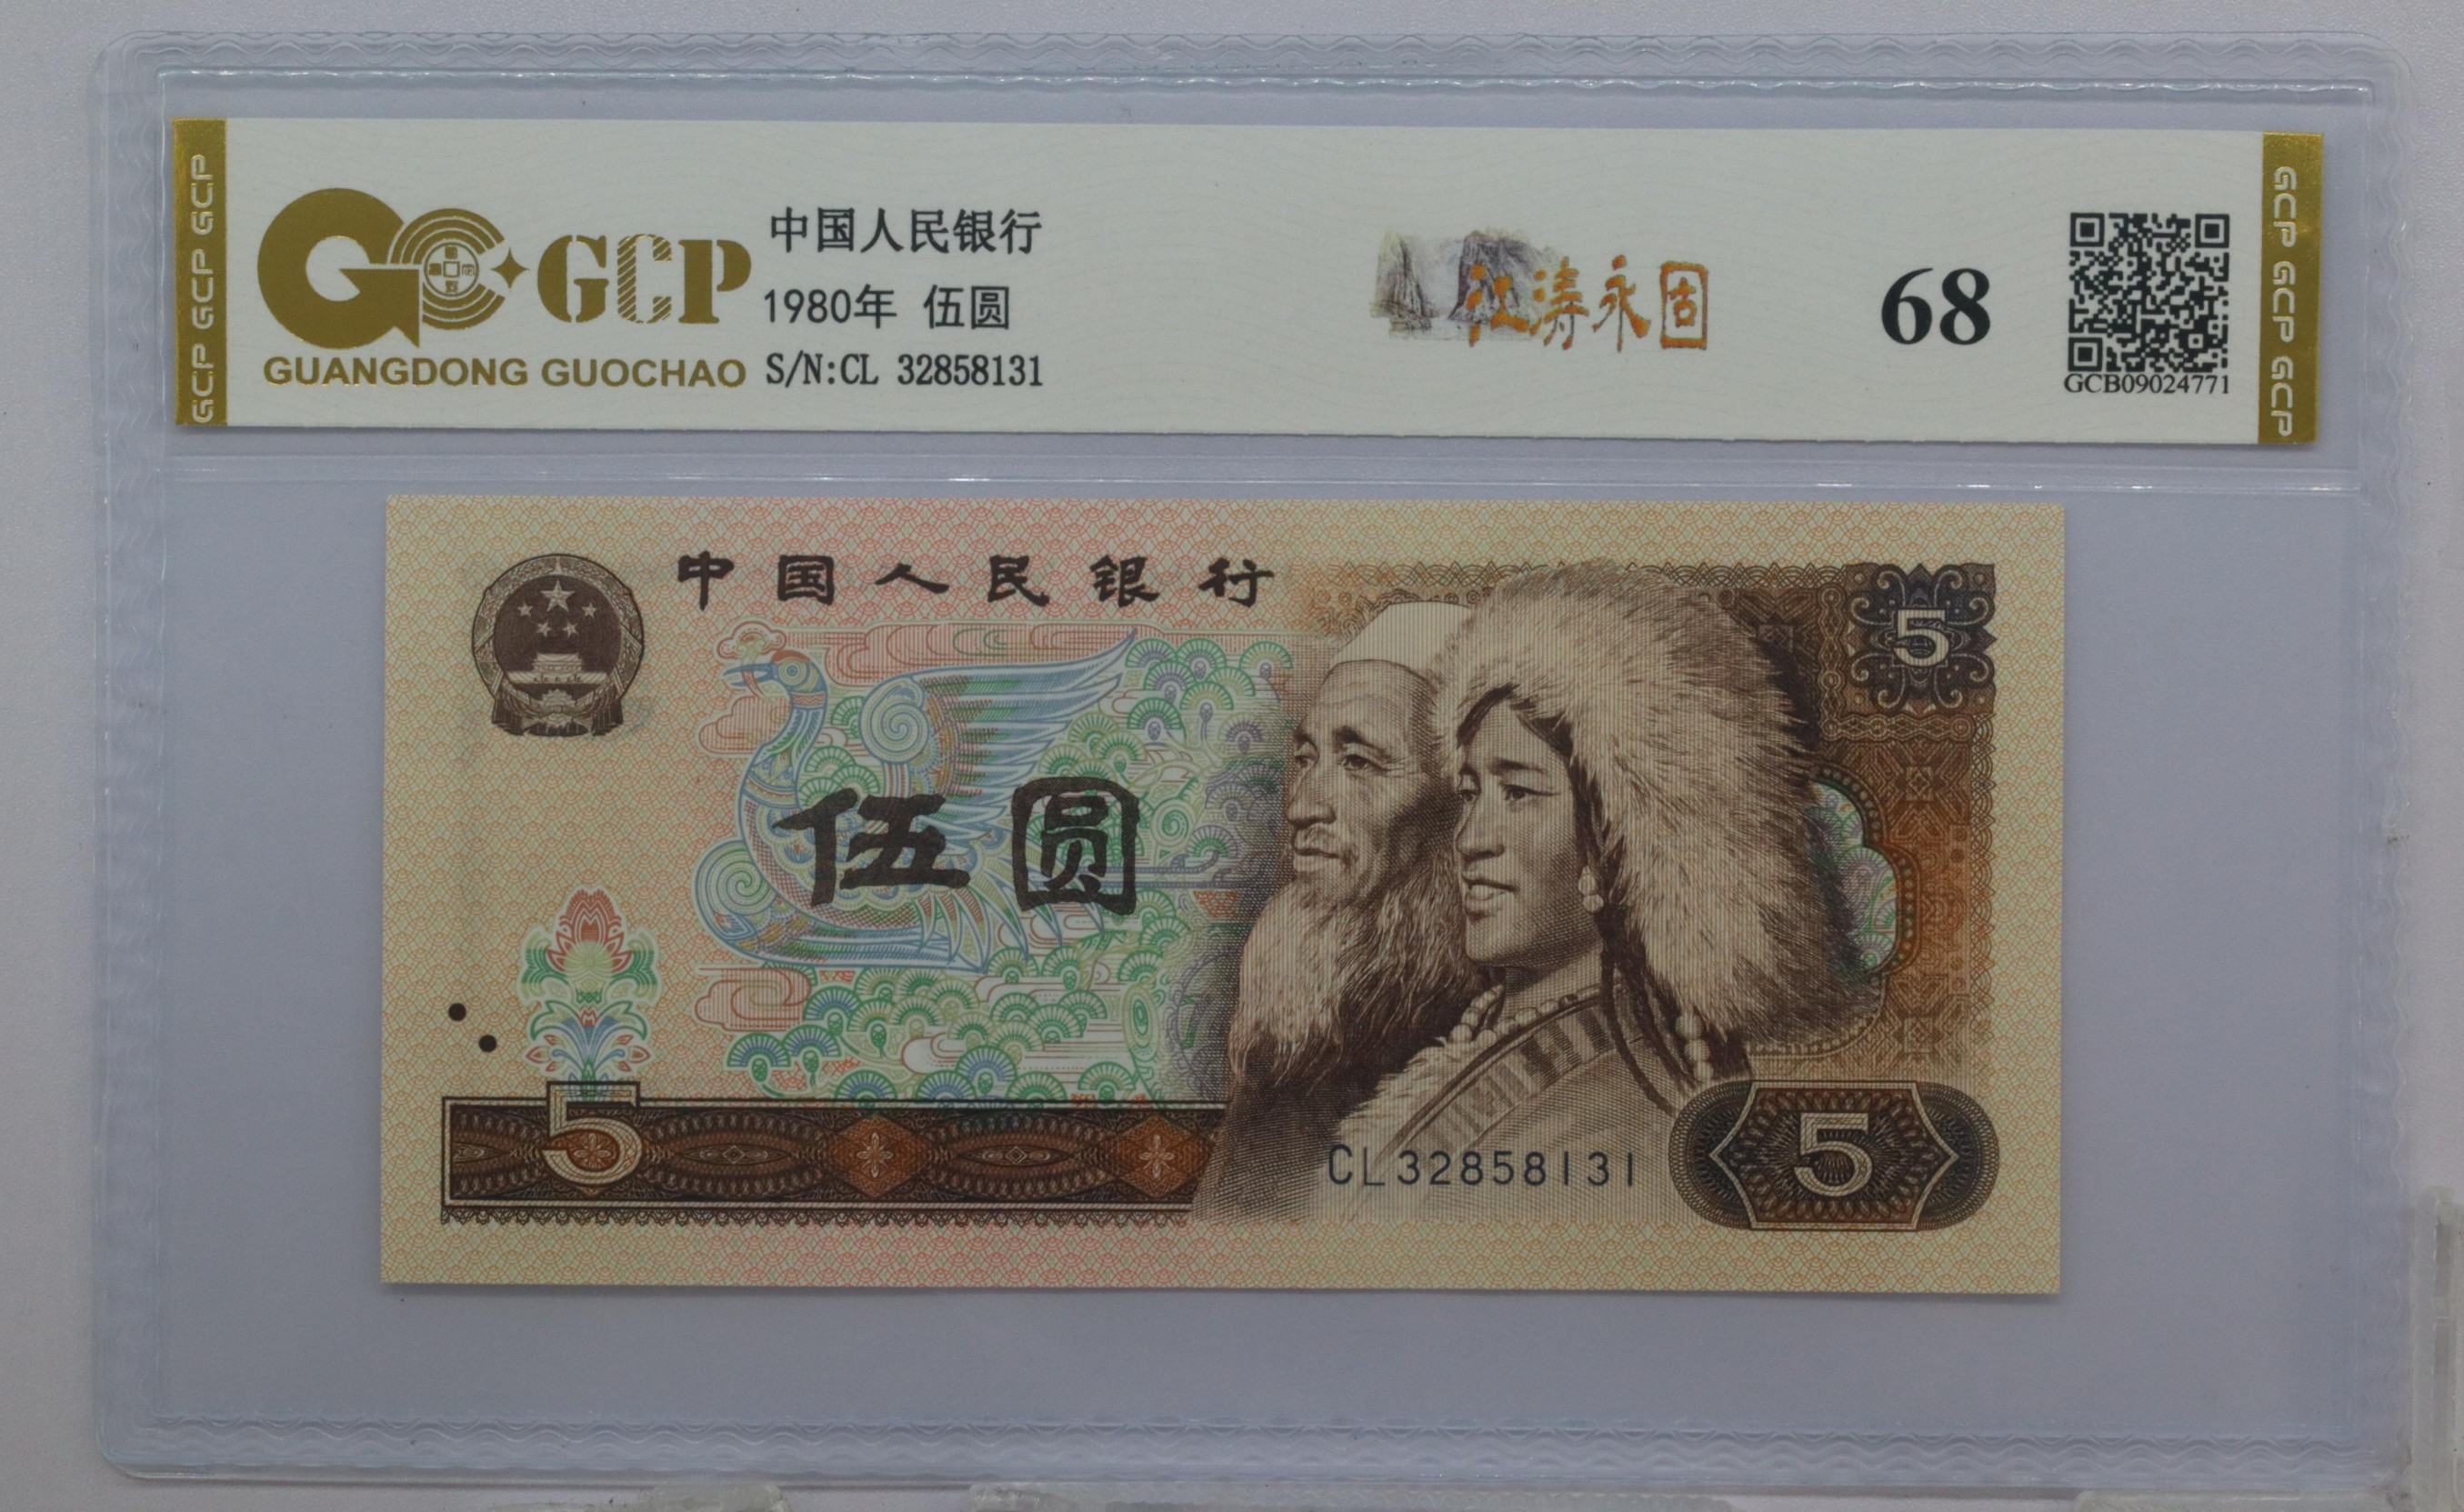 GCP GCP GCP
GCP
GUANGDONG GUOCHAO
中国人民银行
1980年 伍圆
S/N:CL 32858131
江涛永固
68
GCB09024771
GCP GCP GCP
中国人民银行
5
伍圆
5
CL32858131
5